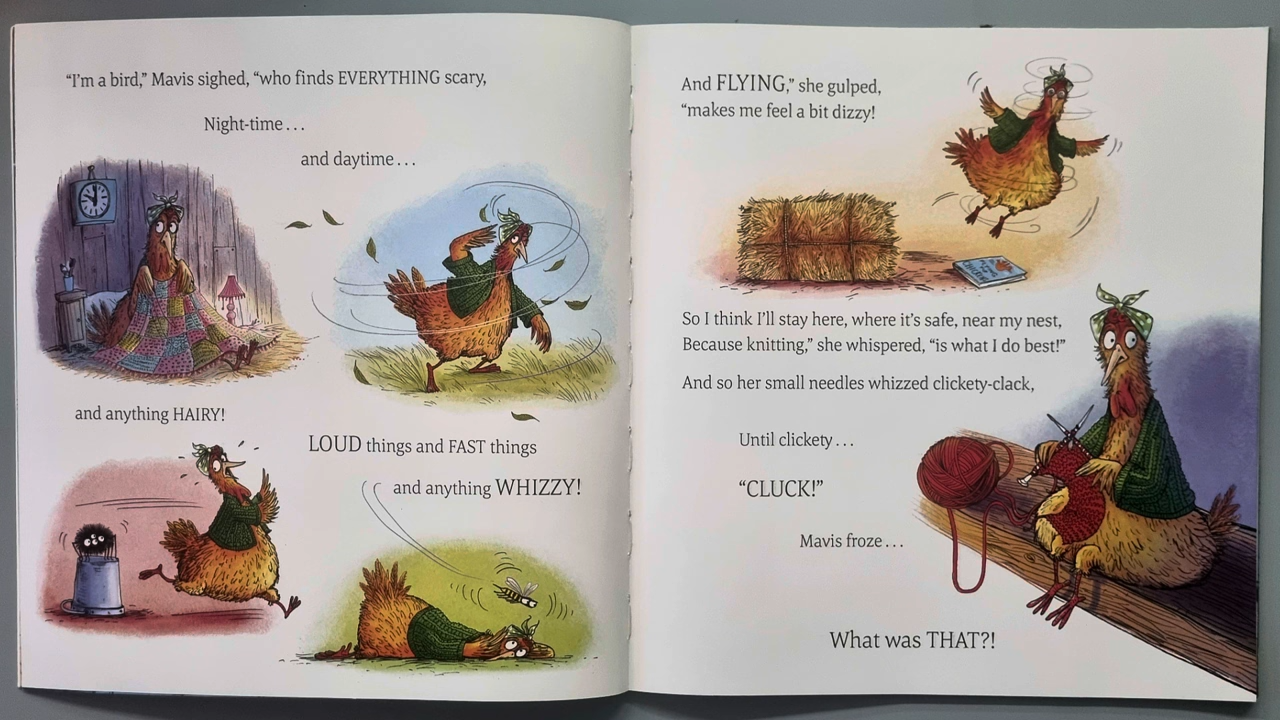 “I’m a bird,” Mavis sighed, “who finds EVERYTHING scary,
Night-time...
and daytime...
and anything HAIRY!
LOUD things and FAST things
and anything WHIZZY!
And FLYING,” she gulped,
“makes me feel a bit dizzy!
So I think I’ll stay here, where it’s safe, near my nest,
Because knitting,” she whispered, “is what I do best!”
And so her small needles whizzed clickety-clack,
Until clickety...
“CLUCK!”
Mavis froze...
What was THAT?!